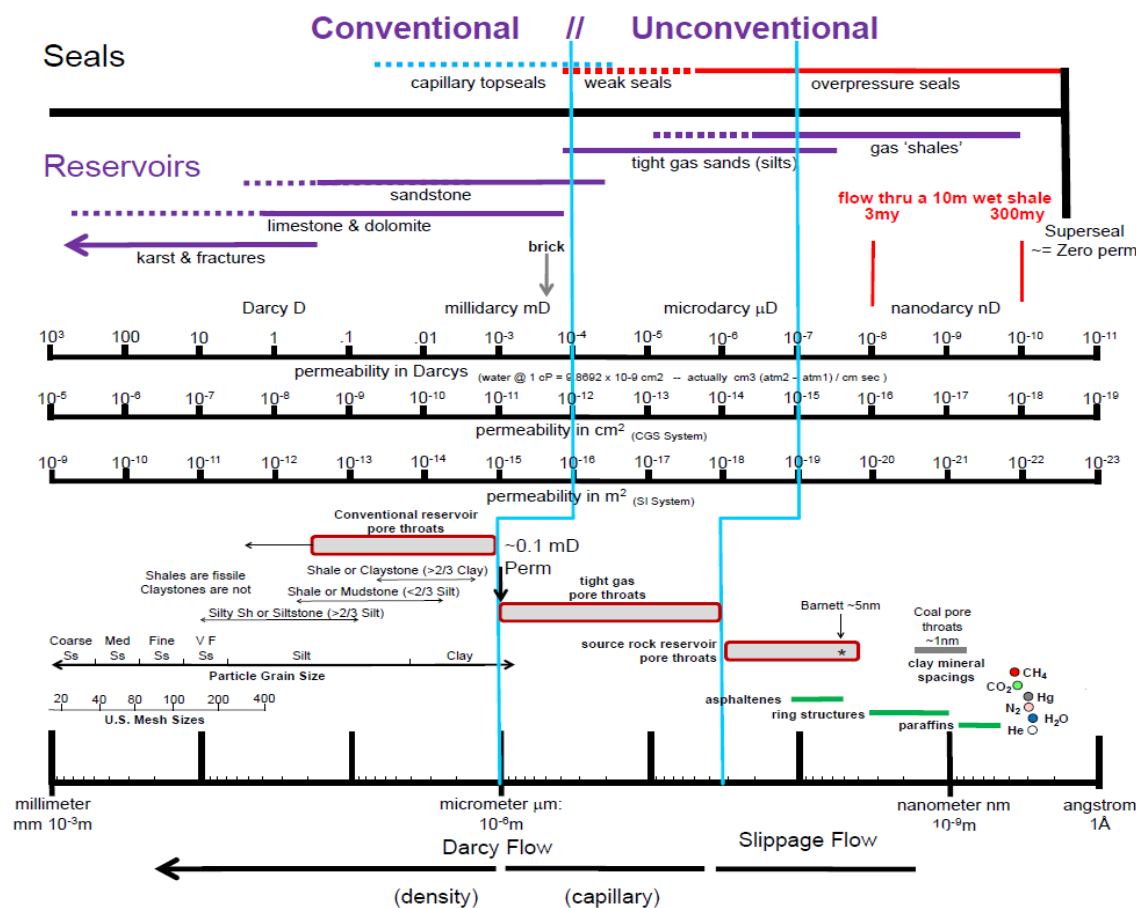 Conventional // Unconventional
Seals
capillary topseals
weak seals
overpressure seals
Reservoirs
gas ‘shales’
tight gas sands (silts)
sandstone
flow thru a 10m wet shale
3my 300my
limestone & dolomite
Superseal
~= Zero perm
karst & fractures
brick
Darcy D millidarcy mD microdarcy µD nanodarcy nD
10³ 100 10 1 .1 .01 10-3 10-4 10-5 10-6 10-7 10-8 10-9 10-10 10-11
permeability in Darcys (water @ 1 cP = 9.8692 x 10-9 cm2 -- actually cm3 (atm2 – atm1) / cm sec )
10-5 10-6 10-7 10-8 10-9 10-10 10-11 10-12 10-13 10-14 10-15 10-16 10-17 10-18 10-19
permeability in cm² (CGS System)
10-9 10-10 10-11 10-12 10-13 10-14 10-15 10-16 10-17 10-18 10-19 10-20 10-21 10-22 10-23
permeability in m² (SI System)
Conventional reservoir
pore throats
~0.1 mD
Perm
Shale or Claystone (>2/3 Clay)
Shales are fissile
Claystones are not
Shale or Mudstone (<2/3 Silt)
Silty Sh or Siltstone (>2/3 Silt)
tight gas
pore throats
Barnett ~5nm
Coal pore
throats
~1nm
source rock reservoir
pore throats
*
clay mineral
spacings
Coarse Med Fine V F
Ss Ss Ss Ss Silt Clay
Particle Grain Size
CH4
CO2
Hg
N2
H2O
He
asphaltenes
ring structures
paraffins
20 40 80 100 200 400
U.S. Mesh Sizes
millimeter
mm 10-3m
micrometer µm:
10-6m
nanometer nm
10-9m
angstrom
1Å
Darcy Flow
Slippage Flow
(density)
(capillary)